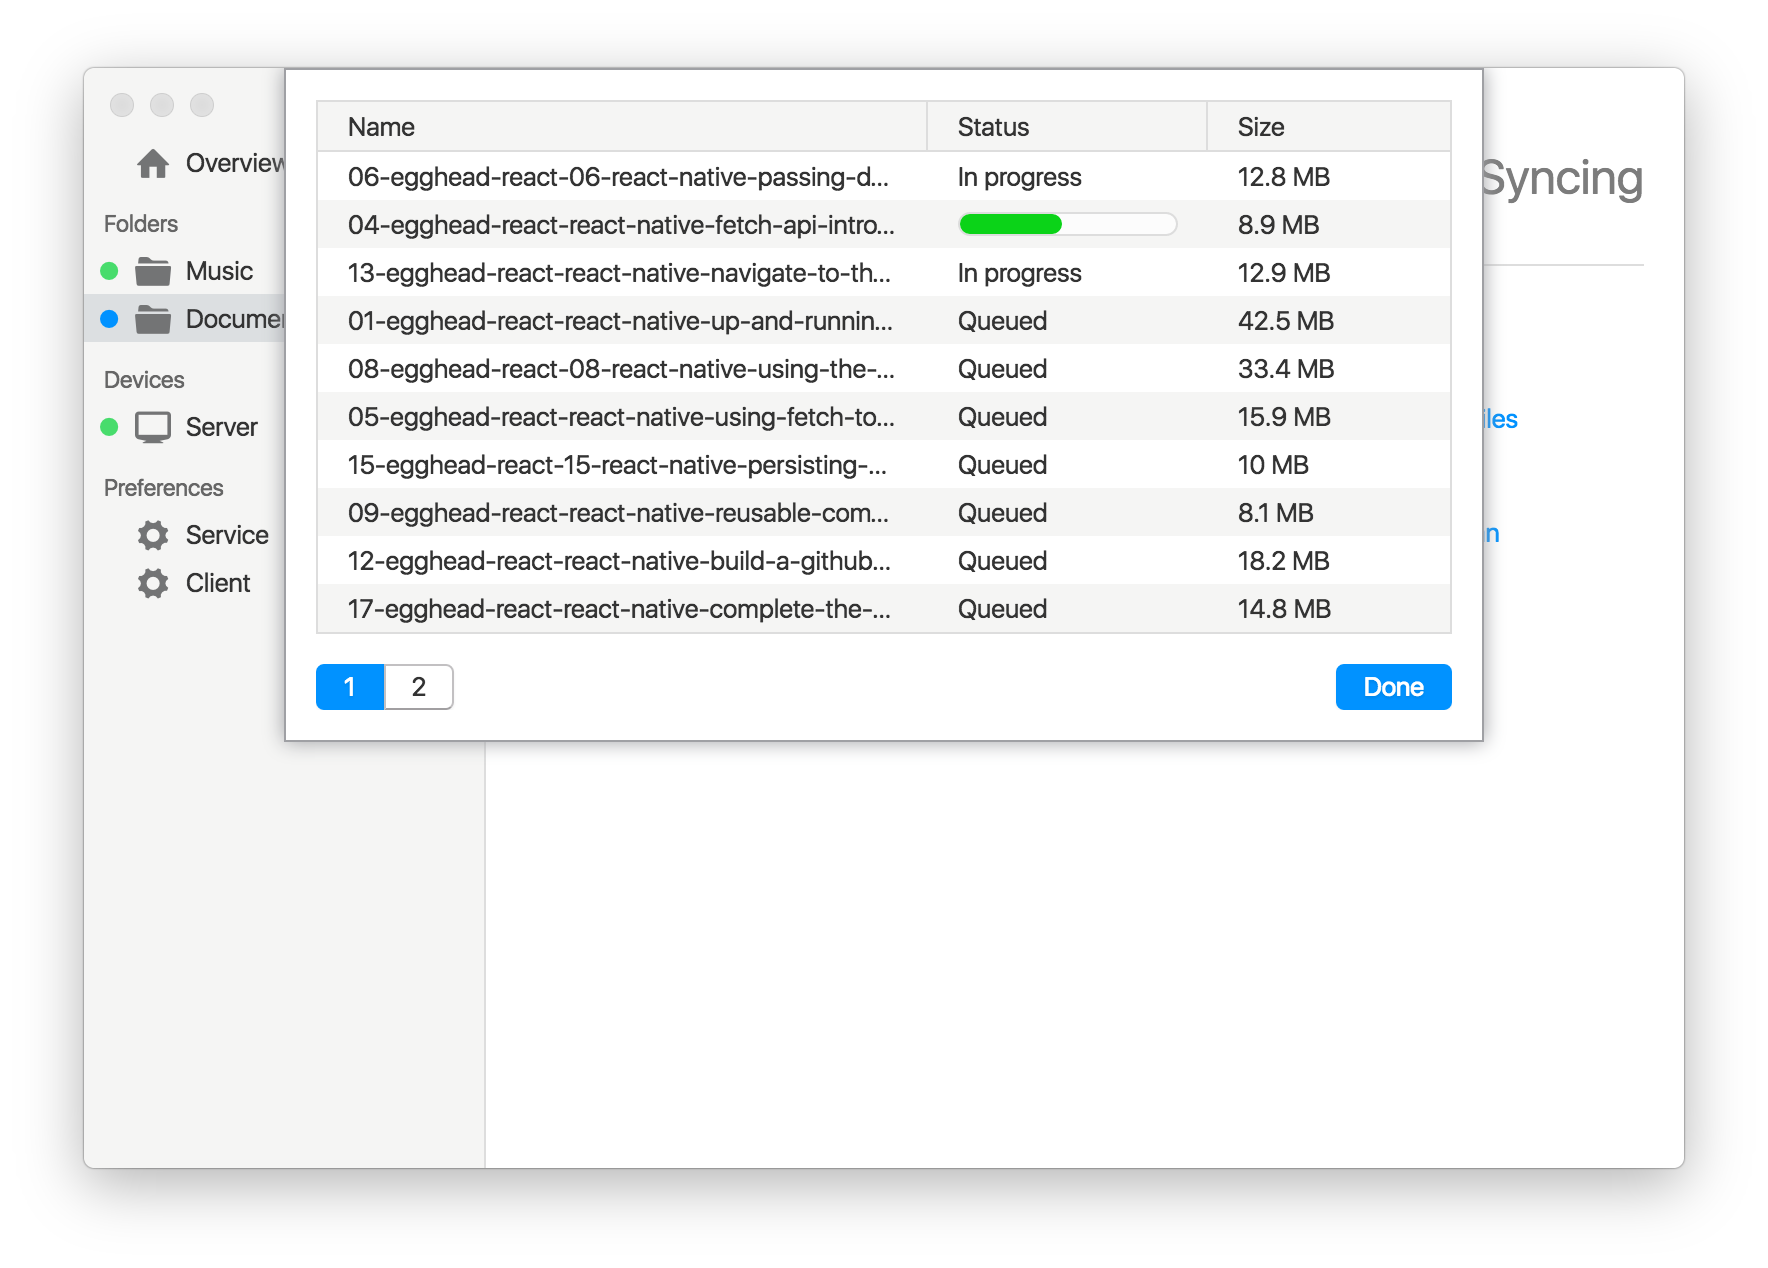 Overview
Folders
Music
Documen
Devices
Server
Preferences
Service
Client
Name Status Size
06-egghead-react-06-react-native-passing-d... In progress 12.8 MB
04-egghead-react-react-native-fetch-api-intro... 8.9 MB
13-egghead-react-react-native-navigate-to-th... In progress 12.9 MB
01-egghead-react-react-native-up-and-runnin... Queued 42.5 MB
08-egghead-react-08-react-native-using-the-... Queued 33.4 MB
05-egghead-react-react-native-using-fetch-to... Queued 15.9 MB
15-egghead-react-15-react-native-persisting-... Queued 10 MB
09-egghead-react-react-native-reusable-com... Queued 8.1 MB
12-egghead-react-react-native-build-a-github... Queued 18.2 MB
17-egghead-react-react-native-complete-the-... Queued 14.8 MB
1 2
Done
Syncing
iles
n